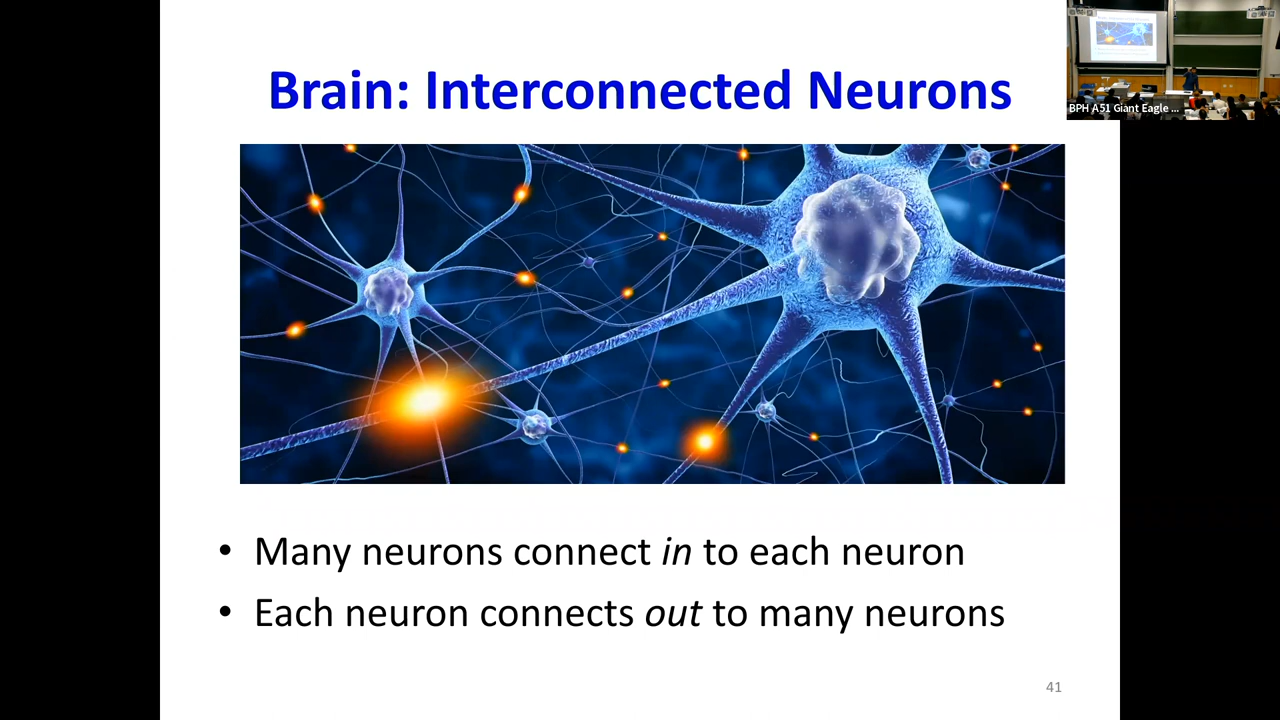 Brain: Interconnected Neurons
BPH A51 Giant Eagle ...
• Many neurons connect in to each neuron
• Each neuron connects out to many neurons
41